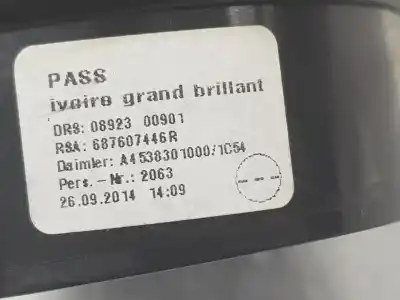 PASS
ivoire grand brillant
DRS: 08923 00901
RSA: 687607446R
Daimler: A4538301000/1C54
Pers.-Nr.: 2063
26.09.2014 14:09